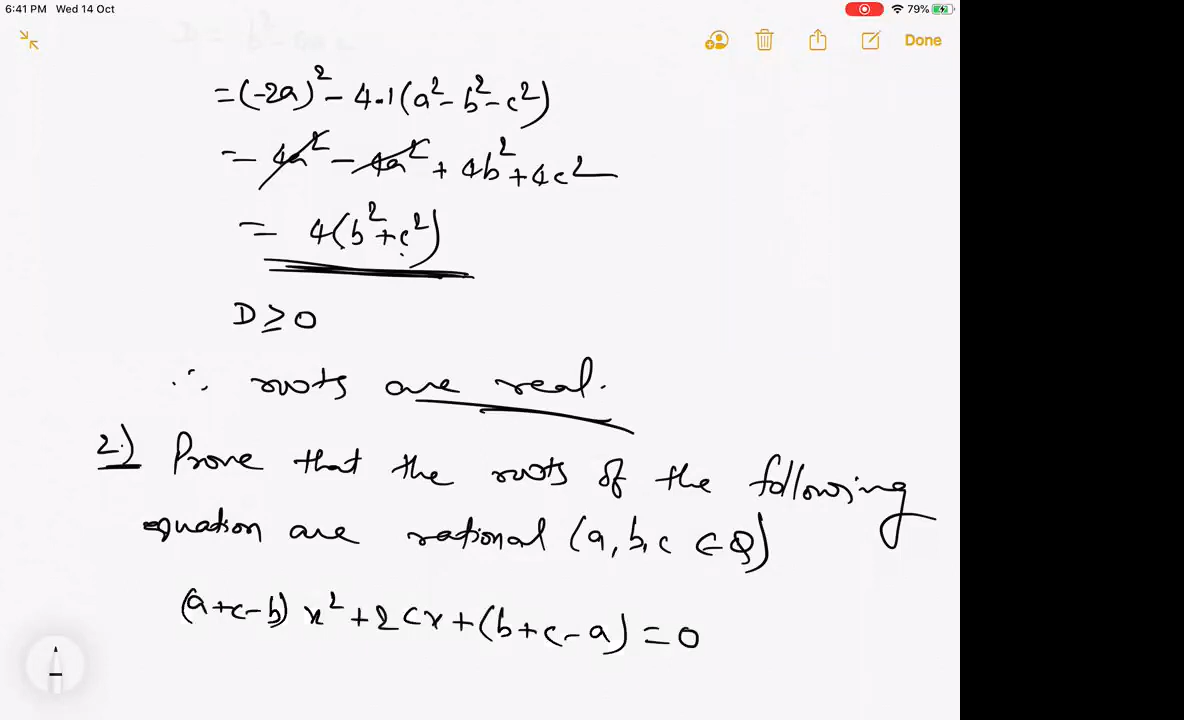 6:41 PM Wed 14 Oct 79%
Done
= (-2a)² - 4·1(a² - b² - c²)
= 4a² - 4a² + 4b² + 4c²
= 4(b² + c²)
D ≥ 0
∴ roots are real.
2.) Prove that the roots of the following
equation are rational (a, b, c ∈ Q)
(a+c-b) x² + 2cx + (b+c-a) = 0